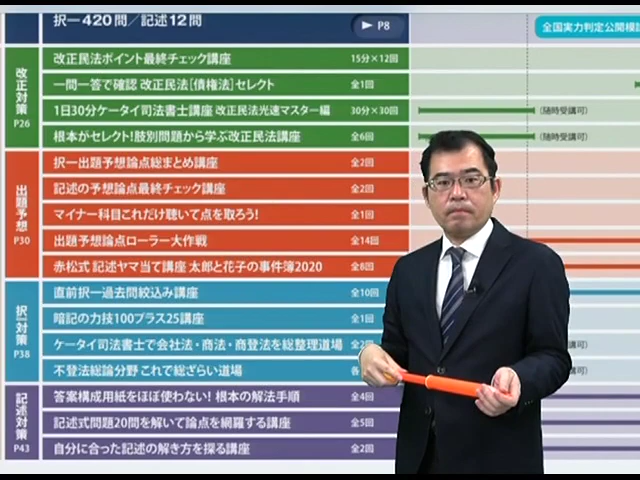 択一 420問／記述 12問
▶ P8
全国実力判定公開模試
改正対策
P26
改正民法ポイント最終チェック講座 15分×12回
一問一答で確認 改正民法[債権法]セレクト 全1回
1日30分ケータイ司法書士講座 改正民法光速マスター編 30分×30回 (随時受講可)
根本がセレクト!肢別問題から学ぶ改正民法講座 全6回 (随時受講可)
出題予想
P30
択一出題予想論点総まとめ講座 全2回
記述の予想論点最終チェック講座 全2回
マイナー科目これだけ聴いて点を取ろう! 全1回
出題予想論点ローラー大作戦 全14回
赤松式 記述ヤマ当て講座 太郎と花子の事件簿2020 全8回
択一対策
P38
直前択一過去問絞込み講座 全10回
暗記の力技100プラス25講座 全1回
ケータイ司法書士で会社法・商法・商登法を総整理道場 全2
不登法総論分野 これで総ざらい道場 各
記述対策
P43
答案構成用紙をほぼ使わない! 根本の解法手順 全4回
記述式問題20問を解いて論点を網羅する講座 全5回
自分に合った記述の解き方を探る講座 全2回